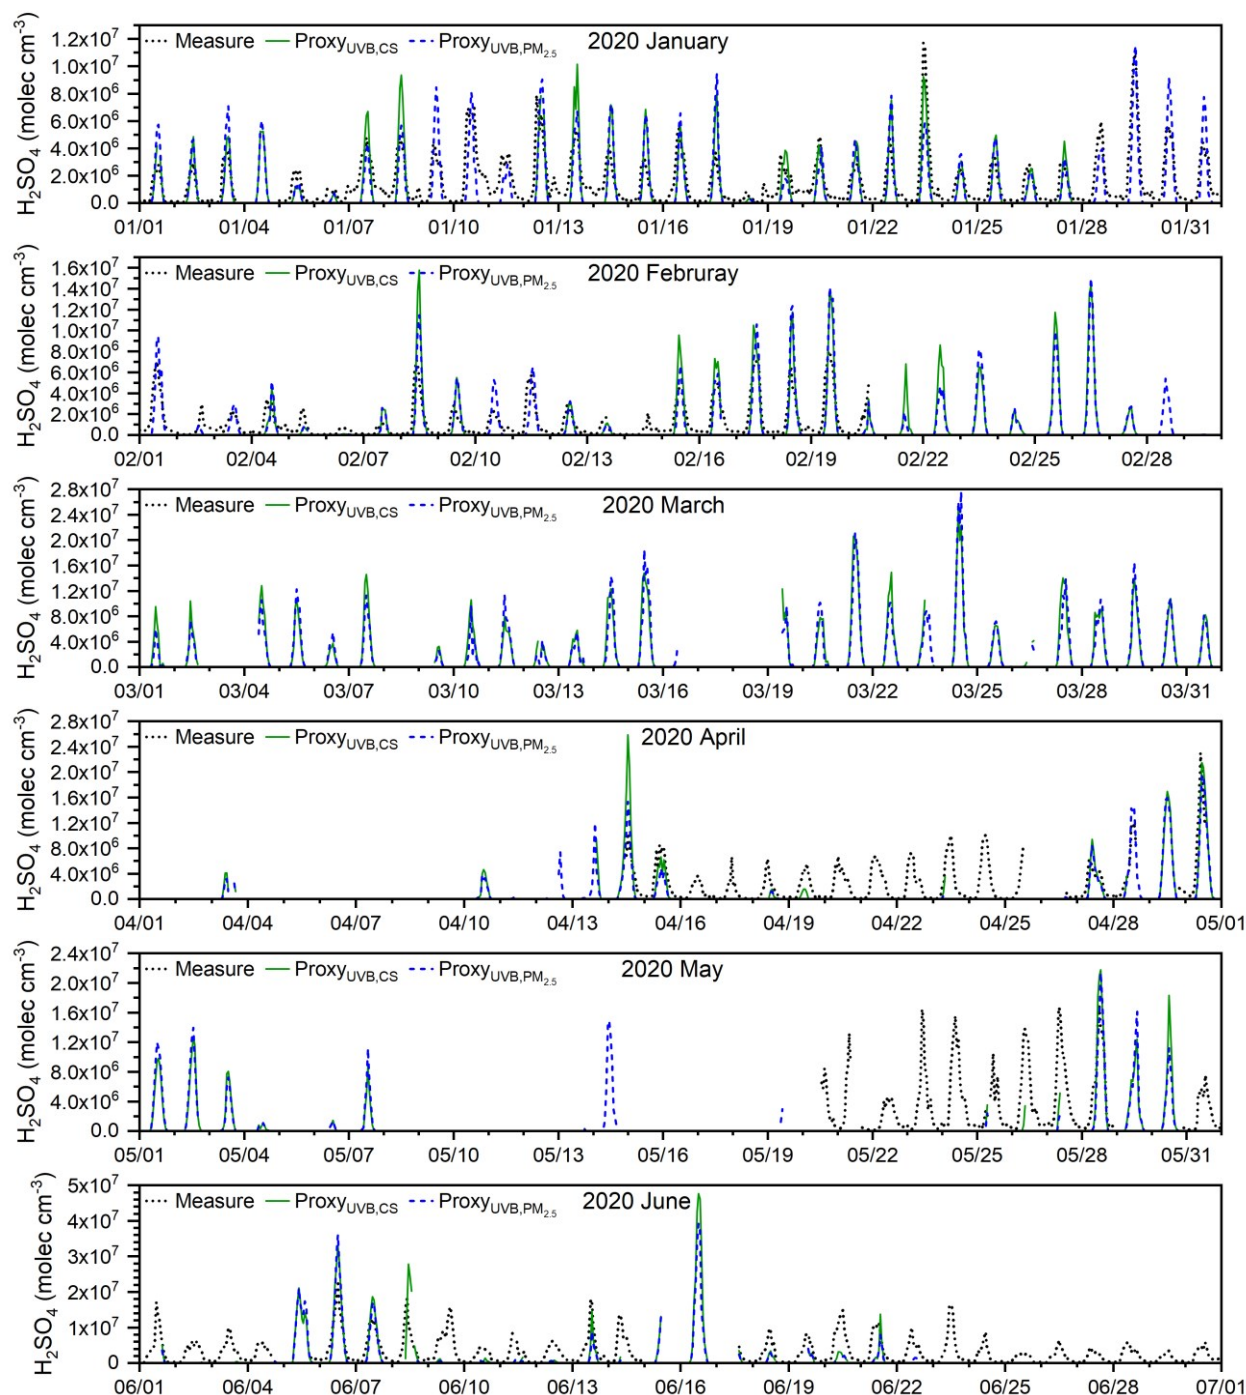 1.2x10⁷
1.0x10⁷
8.0x10⁶
6.0x10⁶
4.0x10⁶
2.0x10⁶
0.0
H₂SO₄ (molec cm⁻³)
Measure Proxy_UVB,CS Proxy_UVB,PM₂.₅ 2020 January
01/01 01/04 01/07 01/10 01/13 01/16 01/19 01/22 01/25 01/28 01/31
1.6x10⁷
1.4x10⁷
1.2x10⁷
1.0x10⁷
8.0x10⁶
6.0x10⁶
4.0x10⁶
2.0x10⁶
0.0
H₂SO₄ (molec cm⁻³)
Measure Proxy_UVB,CS Proxy_UVB,PM₂.₅ 2020 Februray
02/01 02/04 02/07 02/10 02/13 02/16 02/19 02/22 02/25 02/28
2.8x10⁷
2.4x10⁷
2.0x10⁷
1.6x10⁷
1.2x10⁷
8.0x10⁶
4.0x10⁶
0.0
H₂SO₄ (molec cm⁻³)
Measure Proxy_UVB,CS Proxy_UVB,PM₂.₅ 2020 March
03/01 03/04 03/07 03/10 03/13 03/16 03/19 03/22 03/25 03/28 03/31
2.8x10⁷
2.4x10⁷
2.0x10⁷
1.6x10⁷
1.2x10⁷
8.0x10⁶
4.0x10⁶
0.0
H₂SO₄ (molec cm⁻³)
Measure Proxy_UVB,CS Proxy_UVB,PM₂.₅ 2020 April
04/01 04/04 04/07 04/10 04/13 04/16 04/19 04/22 04/25 04/28 05/01
2.4x10⁷
2.0x10⁷
1.6x10⁷
1.2x10⁷
8.0x10⁶
4.0x10⁶
0.0
H₂SO₄ (molec cm⁻³)
Measure Proxy_UVB,CS Proxy_UVB,PM₂.₅ 2020 May
05/01 05/04 05/07 05/10 05/13 05/16 05/19 05/22 05/25 05/28 05/31
5x10⁷
4x10⁷
3x10⁷
2x10⁷
1x10⁷
0
H₂SO₄ (molec cm⁻³)
Measure Proxy_UVB,CS Proxy_UVB,PM₂.₅ 2020 June
06/01 06/04 06/07 06/10 06/13 06/16 06/19 06/22 06/25 06/28 07/01